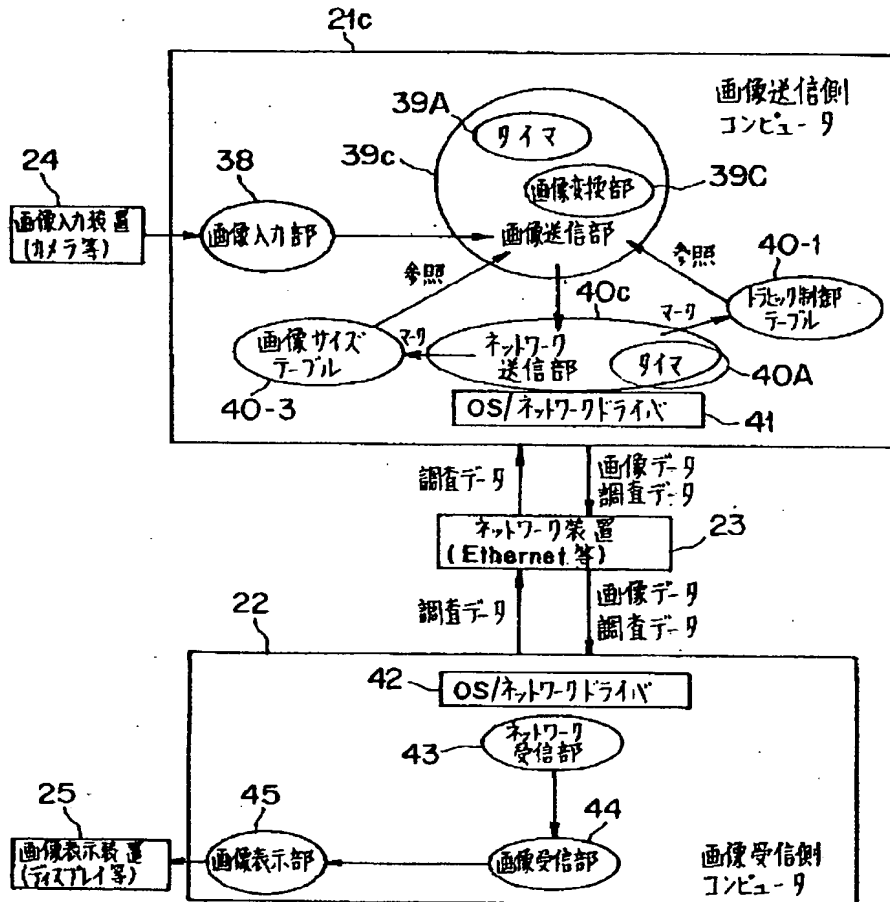 21c
画像送信側
コンピュータ
39A
タイマ
39c
画像変換部
39C
24
画像入力装置
(カメラ等)
38
画像入力部
画像送信部
参照
参照
40-1
トラヒック制御
テーブル
40c
マーク
マーク
画像サイズ
テーブル
40-3
ネットワーク
送信部
タイマ
40A
OS/ネットワークドライバ
41
調査データ
画像データ
調査データ
ネットワーク装置
(Ethernet等)
23
調査データ
画像データ
調査データ
22
42
OS/ネットワークドライバ
ネットワーク
受信部
43
25
画像表示装置
(ディスプレイ等)
45
画像表示部
44
画像受信部
画像受信側
コンピュータ